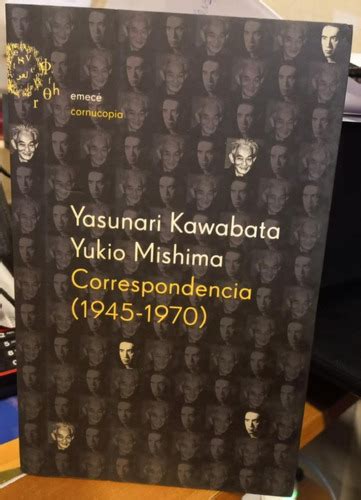 emecé
cornucopia
Yasunari Kawabata
Yukio Mishima
Correspondencia
(1945-1970)